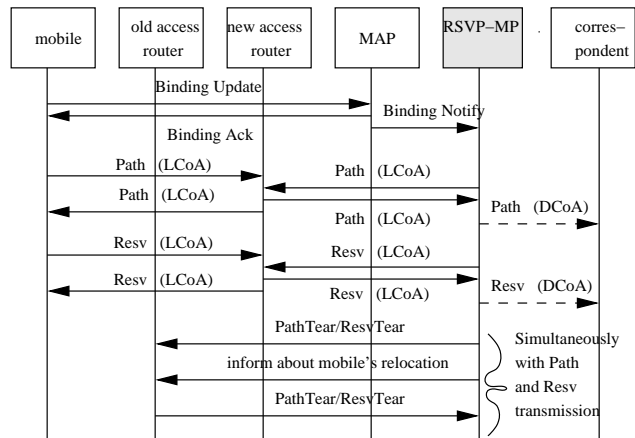 mobile
old access
router
new access
router
MAP
RSVP–MP
corres–
pondent
Binding Update
Binding Notify
Binding Ack
Path (LCoA)
Path (LCoA)
Path (LCoA)
Path (LCoA)
Path (DCoA)
Resv (LCoA)
Resv (LCoA)
Resv (LCoA)
Resv (LCoA)
Resv (DCoA)
PathTear/ResvTear
inform about mobile's relocation
PathTear/ResvTear
Simultaneously
with Path
and Resv
transmission